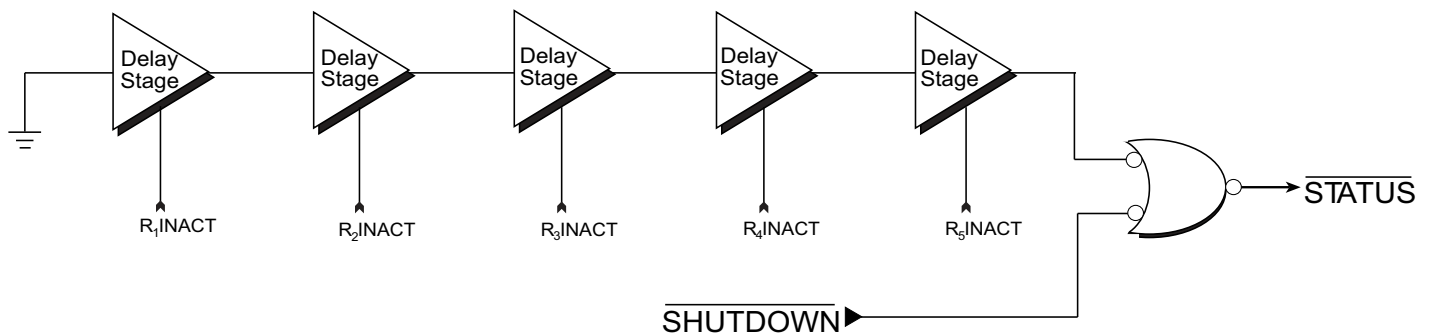 Delay
Stage
Delay
Stage
Delay
Stage
Delay
Stage
Delay
Stage
R₁INACT
R₂INACT
R₃INACT
R₄INACT
R₅INACT
STATUS
SHUTDOWN